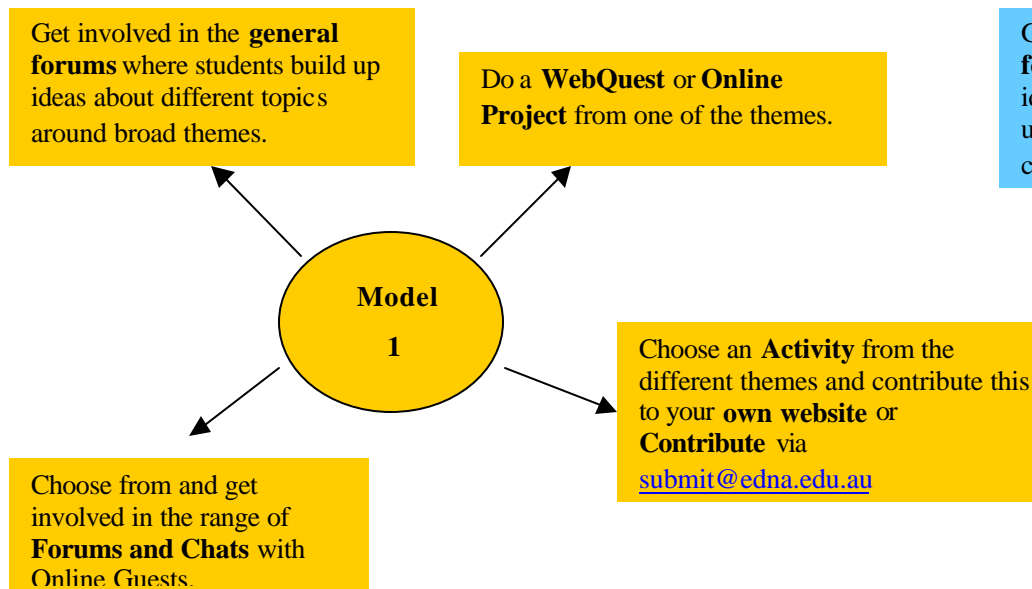 Get involved in the general
forums where students build up
ideas about different topics
around broad themes.
Do a WebQuest or Online
Project from one of the themes.
Model
1
Choose an Activity from the
different themes and contribute this
to your own website or
Contribute via
submit@edna.edu.au
Choose from and get
involved in the range of
Forums and Chats with
Online Guests.